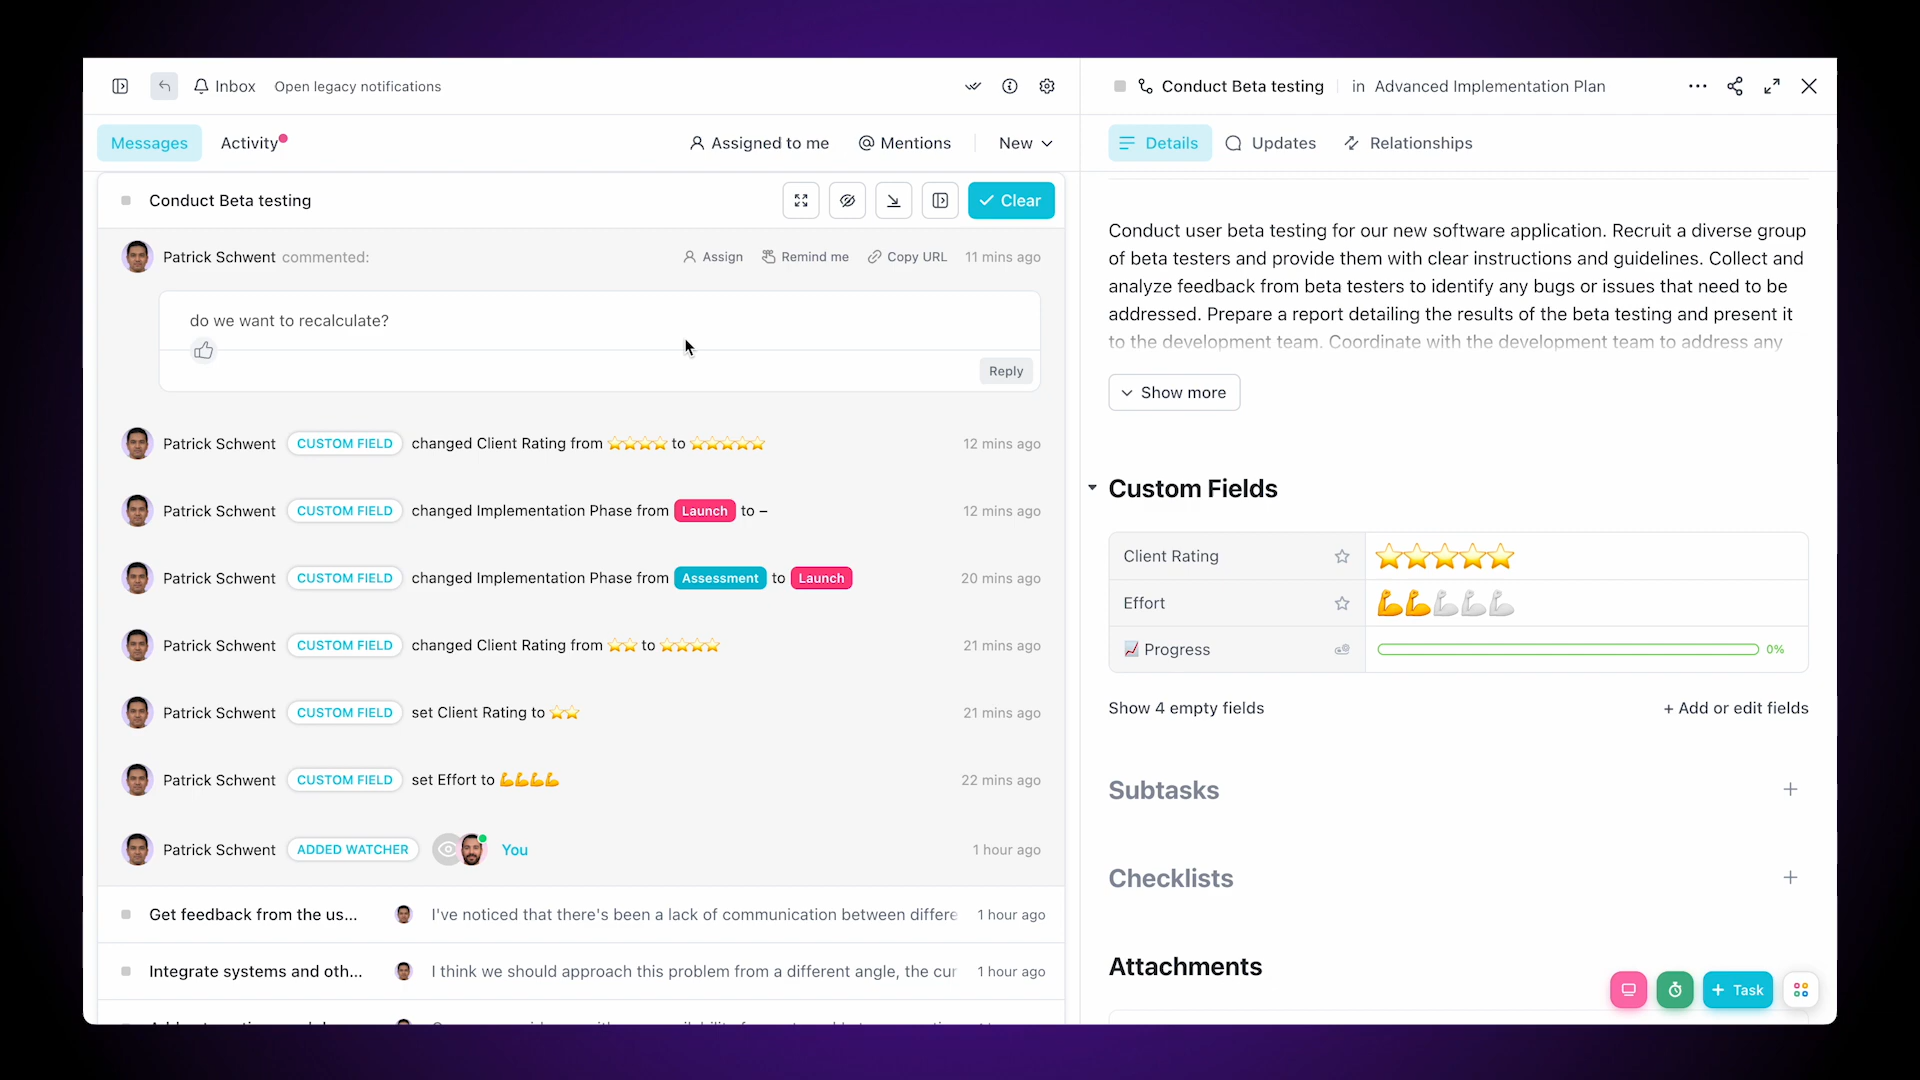 Inbox
Open legacy notifications
Messages
Activity
Assigned to me
Mentions
New
Conduct Beta testing
Clear
Patrick Schwent commented:
Assign
Remind me
Copy URL
11 mins ago
do we want to recalculate?
Reply
Patrick Schwent CUSTOM FIELD changed Client Rating from ⭐⭐⭐⭐ to ⭐⭐⭐⭐⭐ 12 mins ago
Patrick Schwent CUSTOM FIELD changed Implementation Phase from Launch to – 12 mins ago
Patrick Schwent CUSTOM FIELD changed Implementation Phase from Assessment to Launch 20 mins ago
Patrick Schwent CUSTOM FIELD changed Client Rating from ⭐⭐ to ⭐⭐⭐⭐ 21 mins ago
Patrick Schwent CUSTOM FIELD set Client Rating to ⭐⭐ 21 mins ago
Patrick Schwent CUSTOM FIELD set Effort to 💪💪💪💪 22 mins ago
Patrick Schwent ADDED WATCHER You 1 hour ago
Get feedback from the us... I've noticed that there's been a lack of communication between differe 1 hour ago
Integrate systems and oth... I think we should approach this problem from a different angle, the cur 1 hour ago
Conduct Beta testing in Advanced Implementation Plan
Details
Updates
Relationships
Conduct user beta testing for our new software application. Recruit a diverse group
of beta testers and provide them with clear instructions and guidelines. Collect and
analyze feedback from beta testers to identify any bugs or issues that need to be
addressed. Prepare a report detailing the results of the beta testing and present it
to the development team. Coordinate with the development team to address any
Show more
Custom Fields
Client Rating ⭐⭐⭐⭐⭐
Effort 💪💪💪💪💪
📈 Progress 0%
Show 4 empty fields
+ Add or edit fields
Subtasks
Checklists
Attachments
+ Task